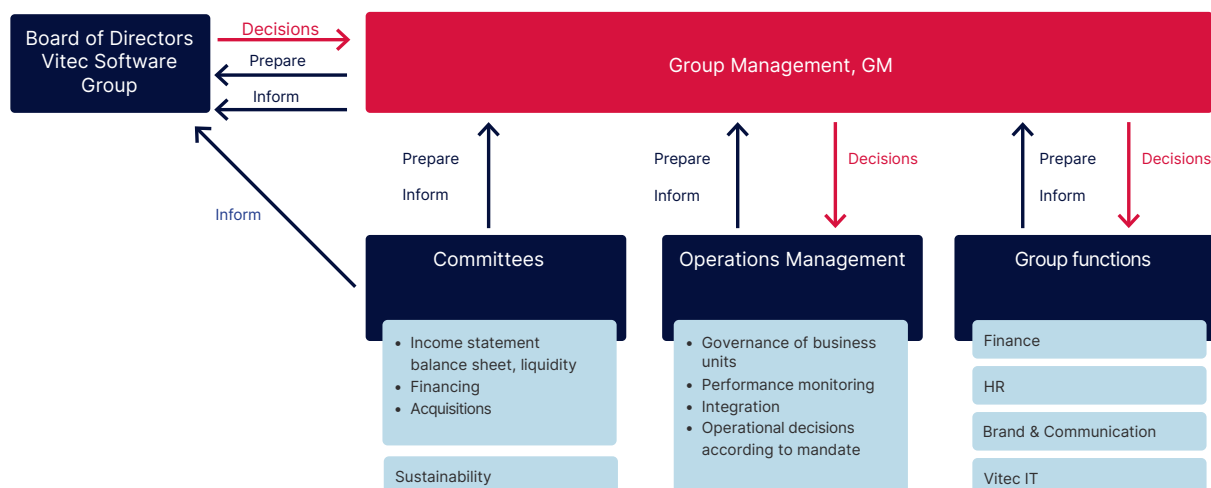 Board of Directors
Vitec Software
Group
Decisions
Prepare
Inform
Group Management, GM
Inform
Prepare
Inform
Prepare
Inform
Decisions
Prepare
Inform
Decisions
Committees
• Income statement
balance sheet, liquidity
• Financing
• Acquisitions
Sustainability
Operations Management
• Governance of business
units
• Performance monitoring
• Integration
• Operational decisions
according to mandate
Group functions
Finance
HR
Brand & Communication
Vitec IT